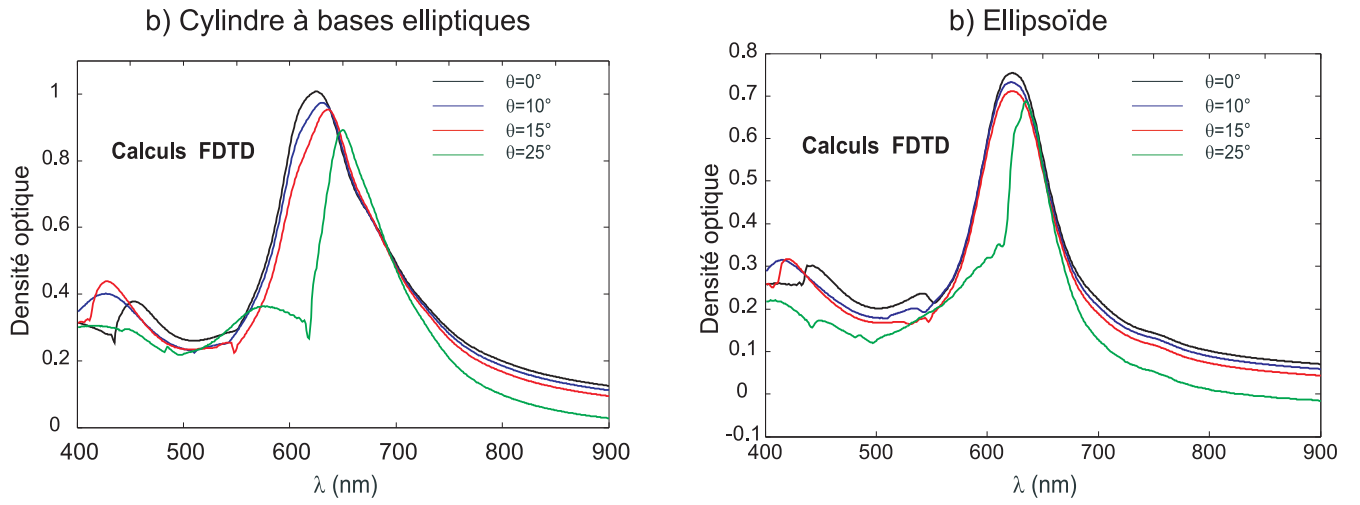 b) Cylindre à bases elliptiques
1
0.8
0.6
0.4
0.2
0
Densité optique
Calculs FDTD
θ=0°
θ=10°
θ=15°
θ=25°
400
500
600
700
800
900
λ (nm)
b) Ellipsoïde
0.8
0.7
0.6
0.5
0.4
0.3
0.2
0.1
0
-0.1
Densité optique
Calculs FDTD
θ=0°
θ=10°
θ=15°
θ=25°
400
500
600
700
800
900
λ (nm)